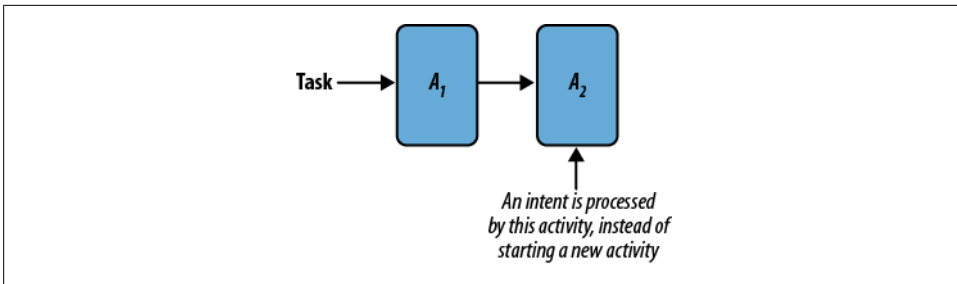 Task
A1
A2
An intent is processed
by this activity, instead of
starting a new activity